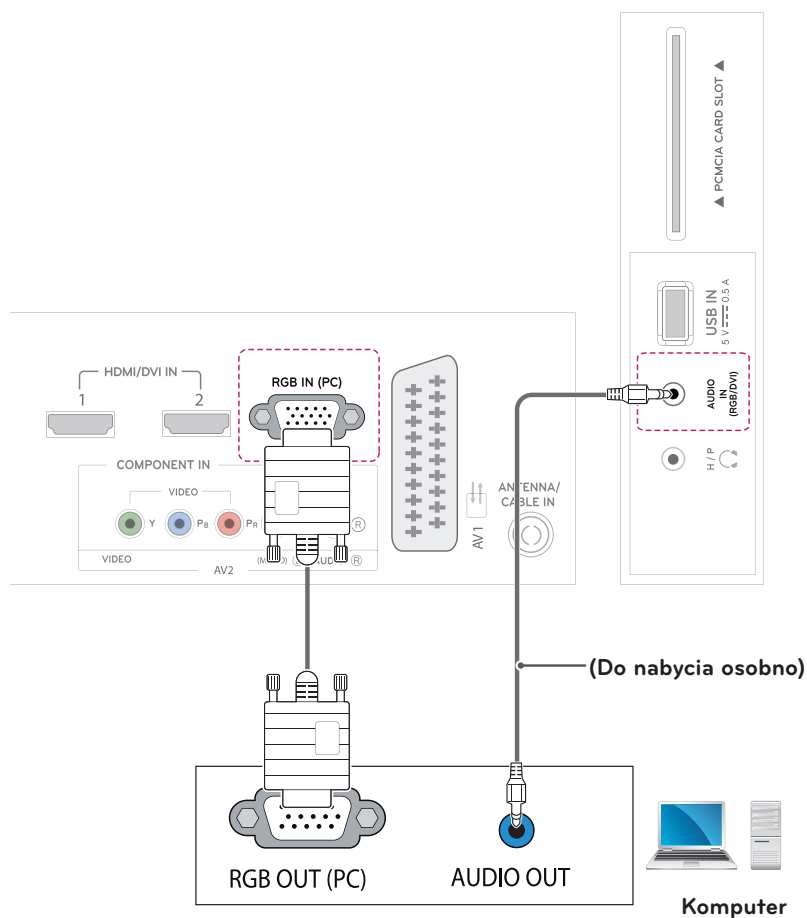 ▲ PCMCIA CARD SLOT ▲
USB IN
5 V 0.5 A
AUDIO
IN
(RGB/DVI)
H / P
HDMI/DVI IN
1
2
RGB IN (PC)
COMPONENT IN
VIDEO
Y
PB
PR
R
VIDEO
AV2
R
AV1
ANTENNA/
CABLE IN
(Do nabycia osobno)
RGB OUT (PC)
AUDIO OUT
Komputer